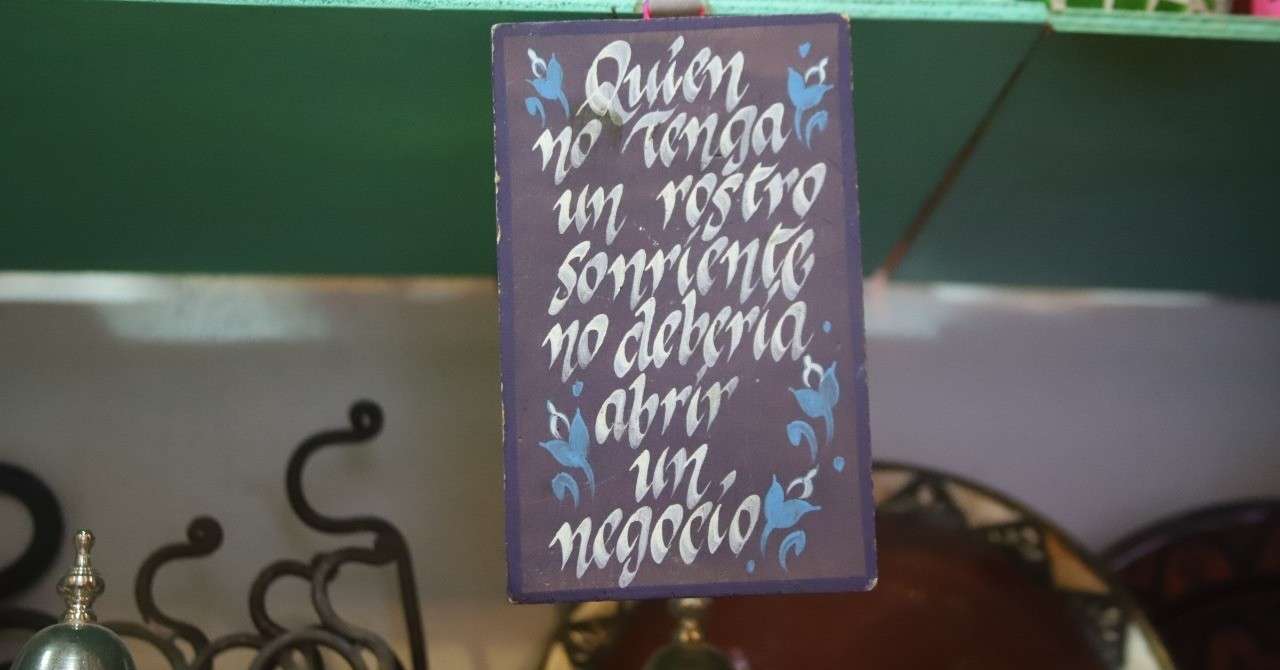 Quien
no tenga
un rostro
sonriente
no debería
abrir
un
negocio